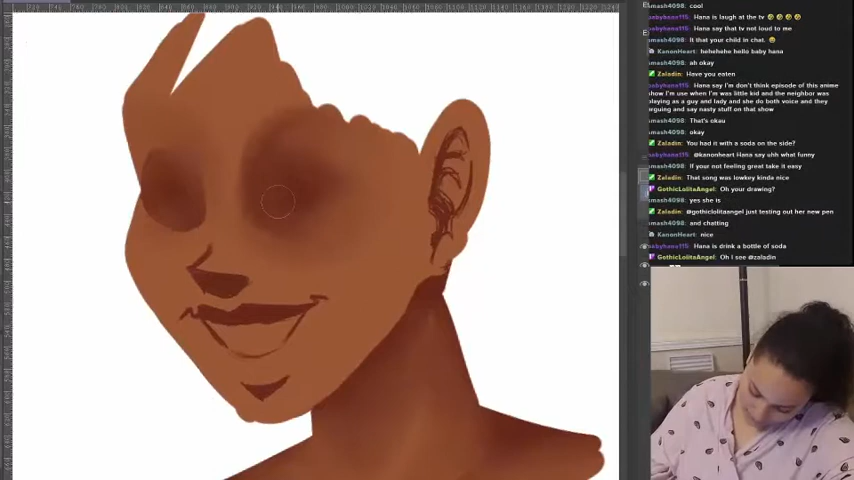 smash4098: cool
babyhana115: Hana is laugh at the tv 🤣🤣🤣🤣
babyhana115: Hana say that tv not loud to me
smash4098: It that your child in chat. 😀
KanonHeart: hehehehe hello baby hana
smash4098: ah okay
Zaladin: Have you eaten
babyhana115: Hana say I don't think episode of this anime
show I'm use when I was little kid and the neighbor was
playing as a guy and lady and she do both voice and they
arguing and say nasty stuff on that show
smash4098: That's okau
smash4098: okay
Zaladin: You had it with a soda on the side?
babyhana115: @kanonheart Hana say uhh what funny
smash4098: If your not feeling great take it easy
Zaladin: That song was lowkey kinda nice
GothicLolitaAngel: Oh your drawing?
smash4098: yes she is
Zaladin: @gothiclolitaangel just testing out her new pen
smash4098: and chatting
KanonHeart: nice
babyhana115: Hana is drink a bottle of soda
GothicLolitaAngel: Oh I see @zaladin